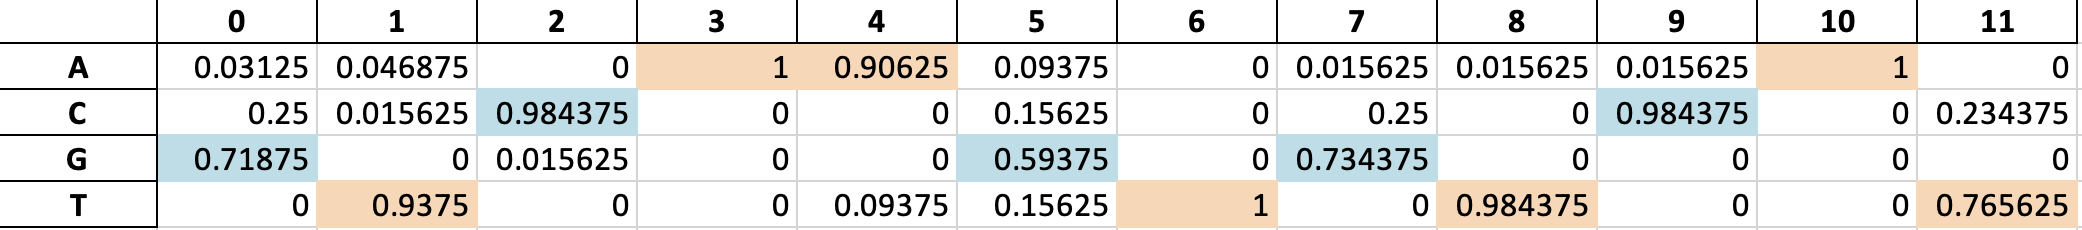 0 1 2 3 4 5 6 7 8 9 10 11
A 0.03125 0.046875 0 1 0.90625 0.09375 0 0.015625 0.015625 0.015625 1 0
C 0.25 0.015625 0.984375 0 0 0.15625 0 0.25 0 0.984375 0 0.234375
G 0.71875 0 0.015625 0 0 0.59375 0 0.734375 0 0 0 0
T 0 0.9375 0 0 0.09375 0.15625 1 0 0.984375 0 0 0.765625